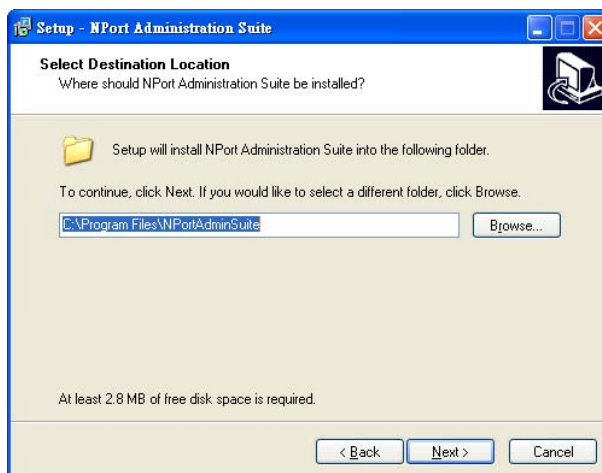 Setup - NPort Administration Suite
Select Destination Location
Where should NPort Administration Suite be installed?
Setup will install NPort Administration Suite into the following folder.
To continue, click Next. If you would like to select a different folder, click Browse.
C:\Program Files\NPortAdminSuite
Browse...
At least 2.8 MB of free disk space is required.
< Back
Next >
Cancel